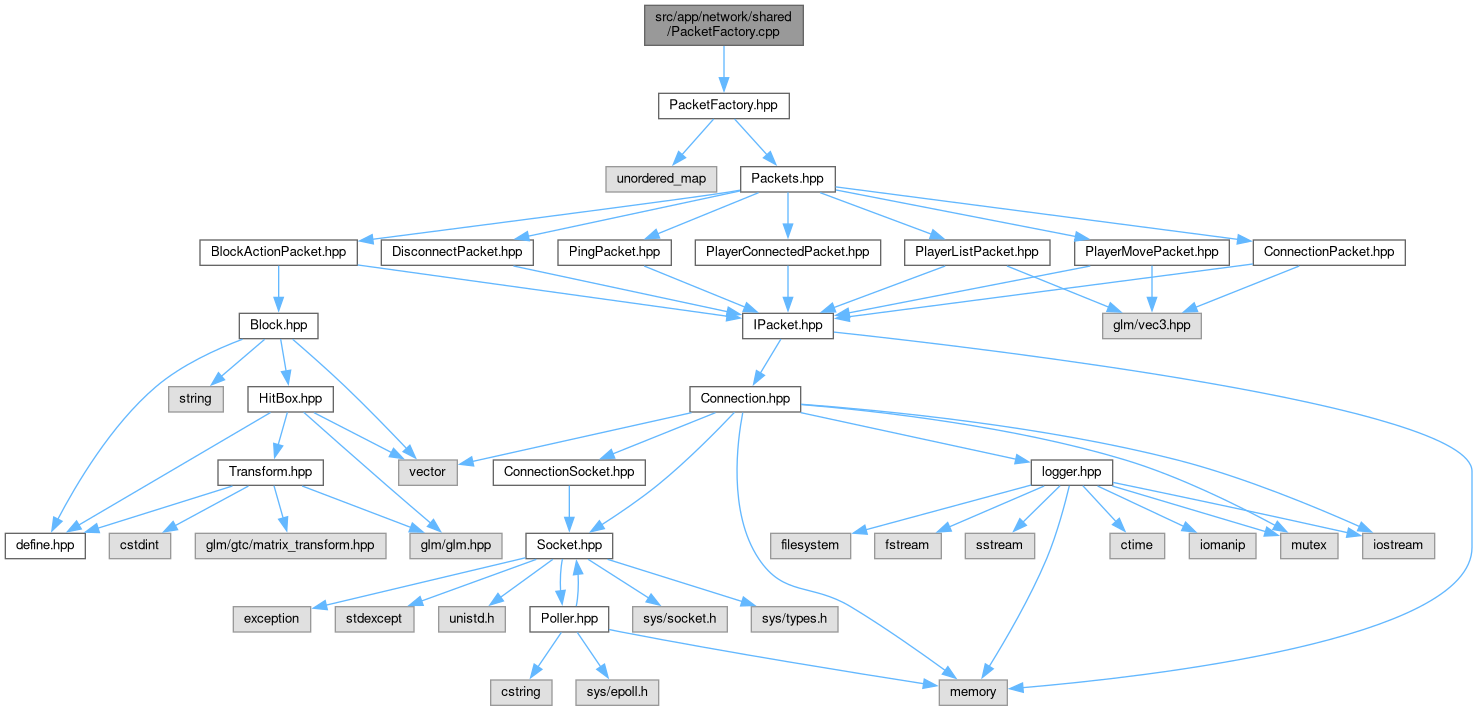 src/app/network/shared
/PacketFactory.cpp
PacketFactory.hpp
unordered_map
Packets.hpp
BlockActionPacket.hpp
DisconnectPacket.hpp
PingPacket.hpp
PlayerConnectedPacket.hpp
PlayerListPacket.hpp
PlayerMovePacket.hpp
ConnectionPacket.hpp
Block.hpp
IPacket.hpp
glm/vec3.hpp
string
HitBox.hpp
Connection.hpp
Transform.hpp
vector
ConnectionSocket.hpp
logger.hpp
define.hpp
cstdint
glm/gtc/matrix_transform.hpp
glm/glm.hpp
Socket.hpp
filesystem
fstream
sstream
ctime
iomanip
mutex
iostream
exception
stdexcept
unistd.h
Poller.hpp
sys/socket.h
sys/types.h
cstring
sys/epoll.h
memory